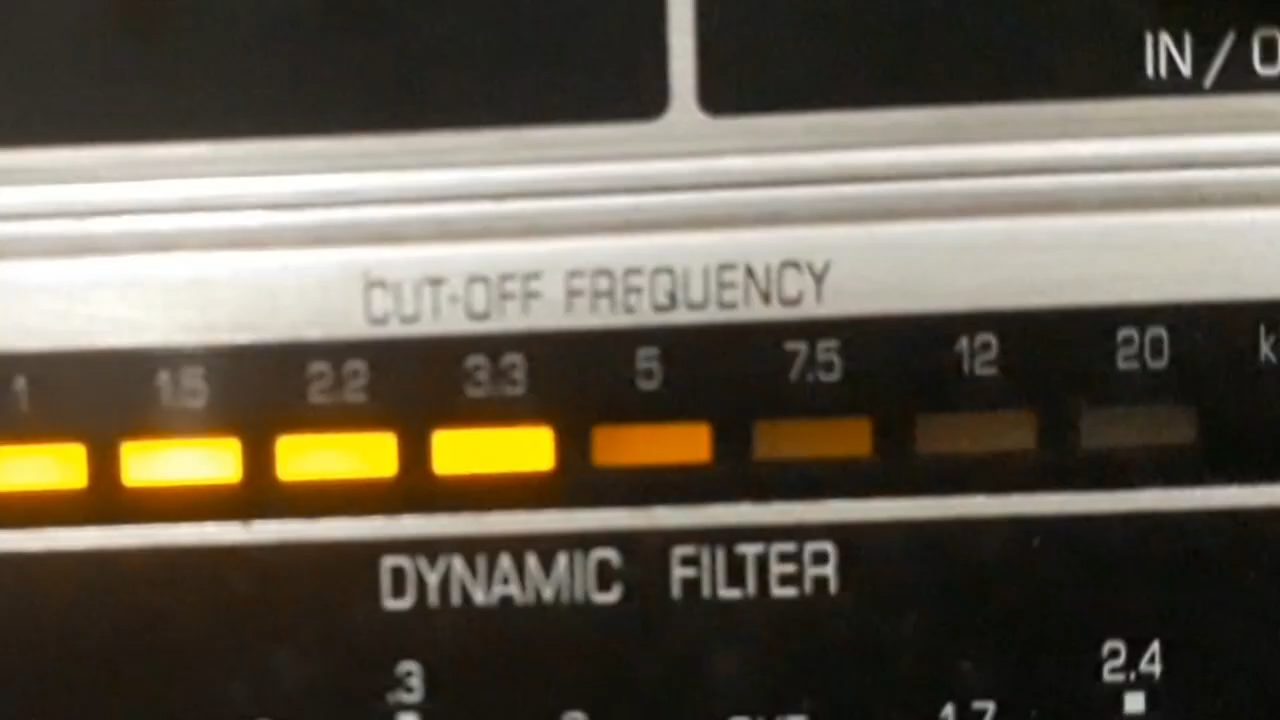 IN / O
CUT-OFF FREQUENCY
1 1.5 2.2 3.3 5 7.5 12 20 k
DYNAMIC FILTER
.3 2.4
1.7